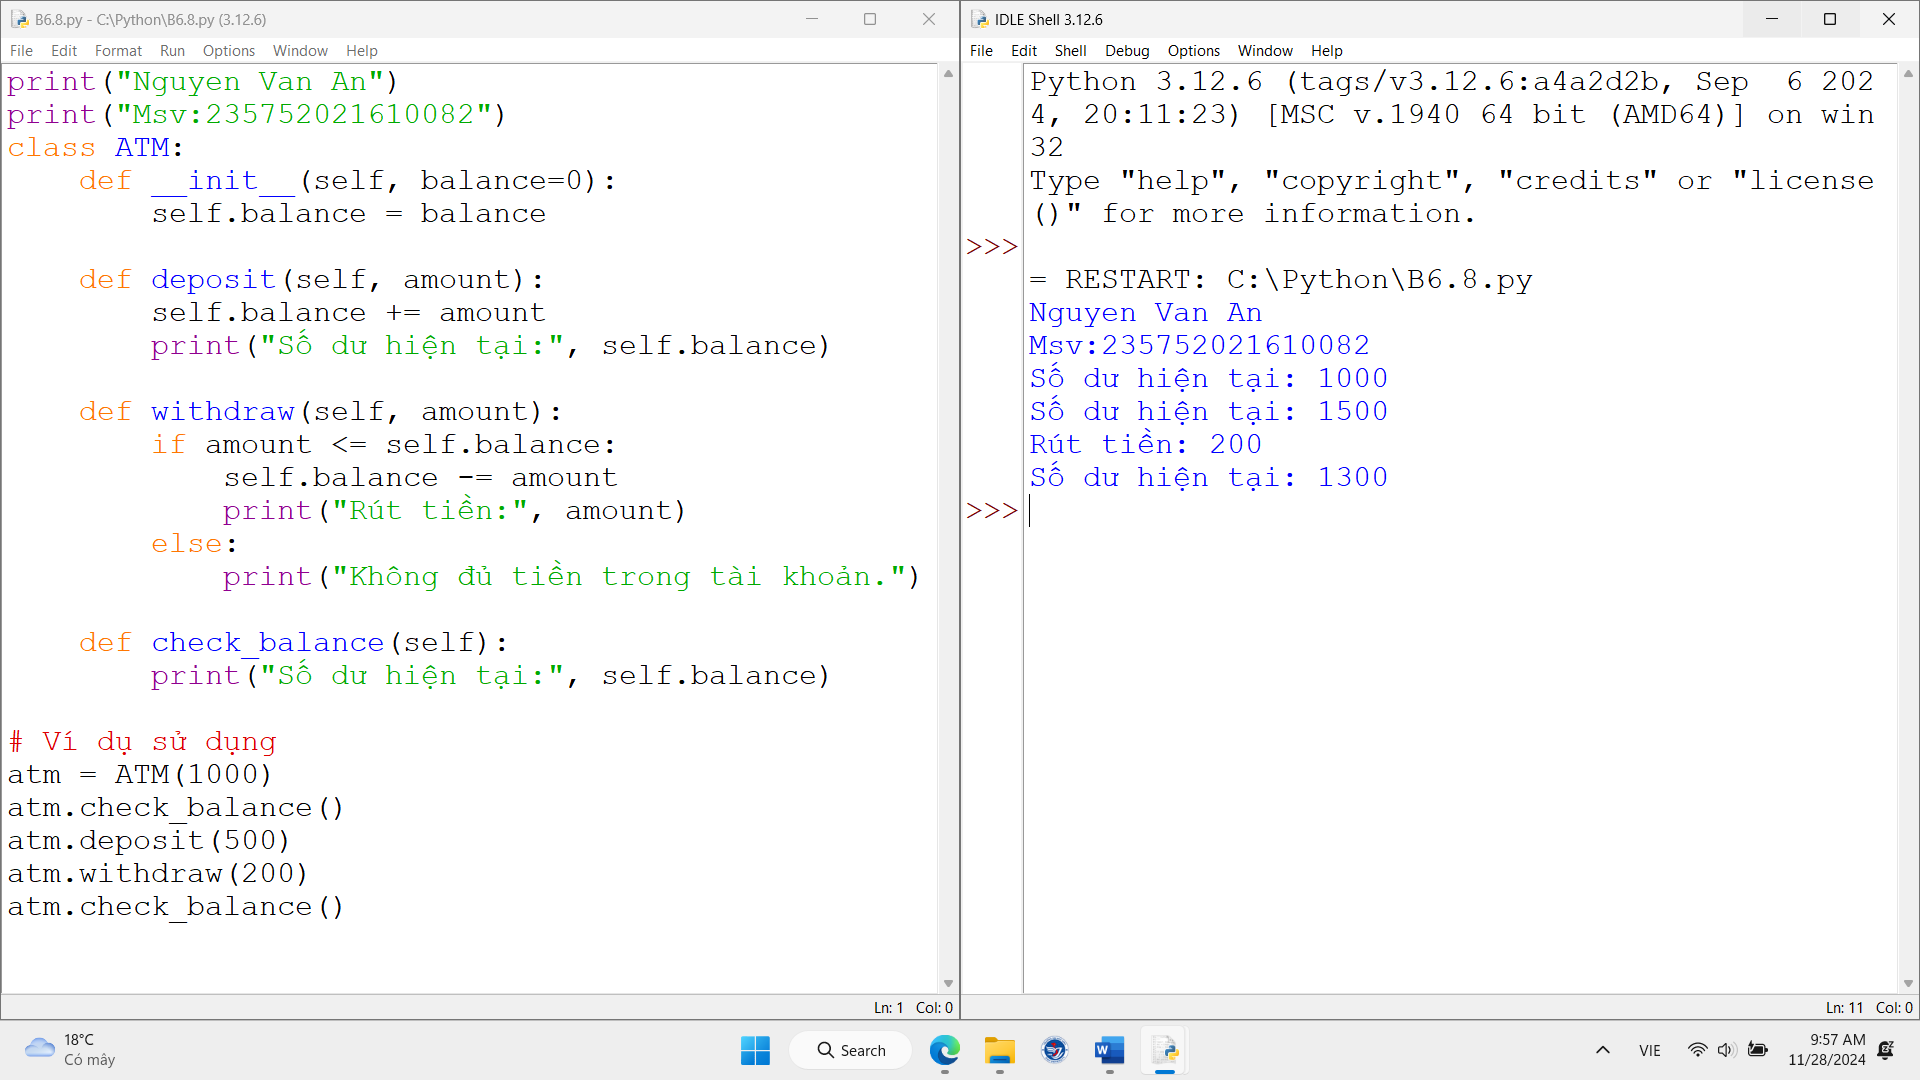 B6.8.py - C:\Python\B6.8.py (3.12.6)
File Edit Format Run Options Window Help
print("Nguyen Van An")
print("Msv:235752021610082")
class ATM:
    def __init__(self, balance=0):
        self.balance = balance

    def deposit(self, amount):
        self.balance += amount
        print("Số dư hiện tại:", self.balance)

    def withdraw(self, amount):
        if amount <= self.balance:
            self.balance -= amount
            print("Rút tiền:", amount)
        else:
            print("Không đủ tiền trong tài khoản.")

    def check_balance(self):
        print("Số dư hiện tại:", self.balance)

# Ví dụ sử dụng
atm = ATM(1000)
atm.check_balance()
atm.deposit(500)
atm.withdraw(200)
atm.check_balance()
Ln: 1 Col: 0
IDLE Shell 3.12.6
File Edit Shell Debug Options Window Help
Python 3.12.6 (tags/v3.12.6:a4a2d2b, Sep  6 202
4, 20:11:23) [MSC v.1940 64 bit (AMD64)] on win
32
Type "help", "copyright", "credits" or "license
()" for more information.
>>>
= RESTART: C:\Python\B6.8.py
Nguyen Van An
Msv:235752021610082
Số dư hiện tại: 1000
Số dư hiện tại: 1500
Rút tiền: 200
Số dư hiện tại: 1300
>>>
Ln: 11 Col: 0
18°C
Có mây
Search
W
VIE
9:57 AM
11/28/2024